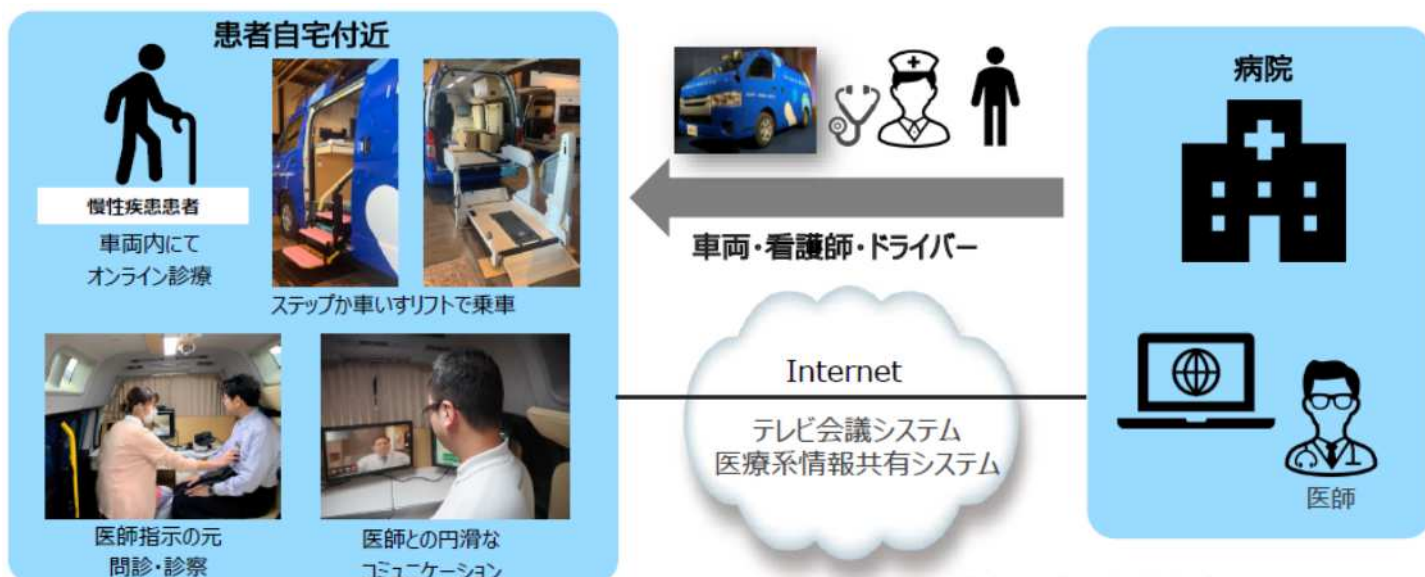 患者自宅付近
慢性疾患患者
車両内にて
オンライン診療
ステップか車いすリフトで乗車
医師指示の元
問診・診察
医師との円滑な
コミュニケーション
車両・看護師・ドライバー
Internet
テレビ会議システム
医療系情報共有システム
病院
医師